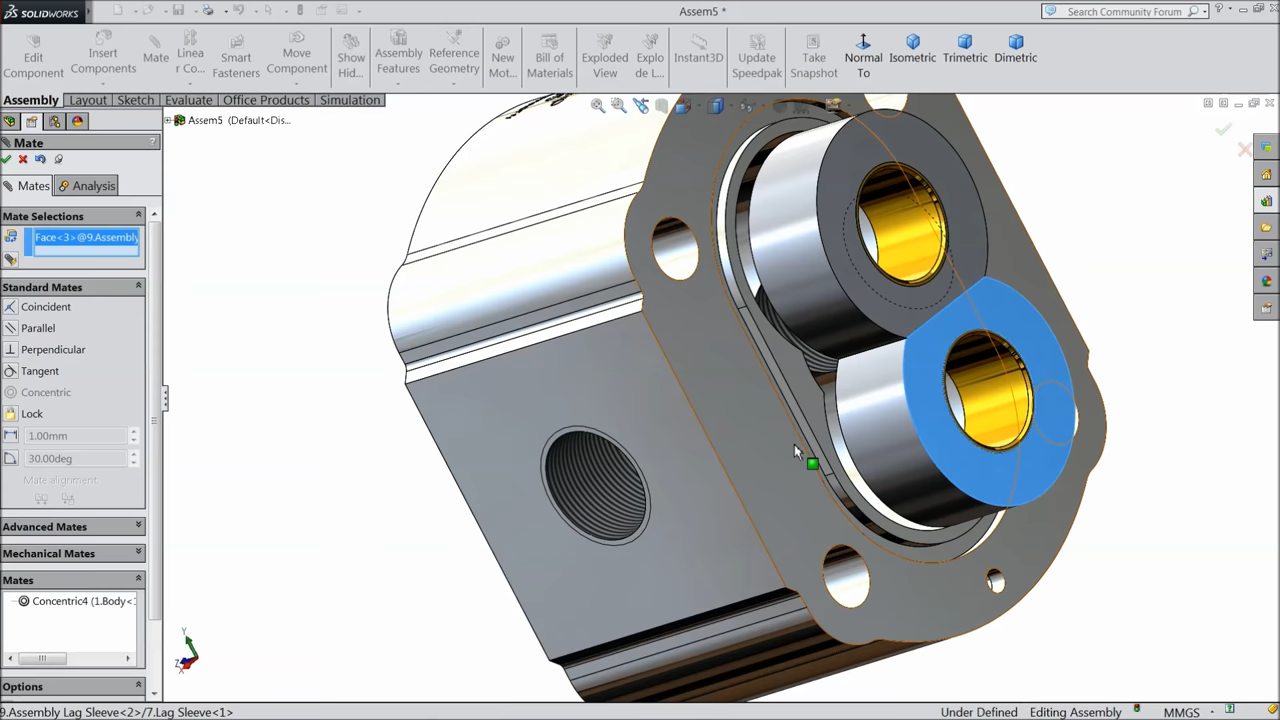 SOLIDWORKS
Assem5 *
Search Community Forum
Edit Component
Insert Components
Mate
Linea r Co...
Smart Fasteners
Move Component
Show Hid...
Assembly Features
Reference Geometry
New Mot...
Bill of Materials
Exploded View
Explo de L...
Instant3D
Update Speedpak
Take Snapshot
Normal To
Isometric
Trimetric
Dimetric
Assembly Layout Sketch Evaluate Office Products Simulation
Assem5 (Default<Dis...
Mate
?
Mates Analysis
Mate Selections
Face<3>@9.Assembly
Standard Mates
Coincident
Parallel
Perpendicular
Tangent
Concentric
Lock
1.00mm
30.00deg
Mate alignment:
Advanced Mates
Mechanical Mates
Mates
Concentric4 (1.Body<
Options
Y
Z
X
9.Assembly Lag Sleeve<2>/7.Lag Sleeve<1>
Under Defined Editing Assembly MMGS